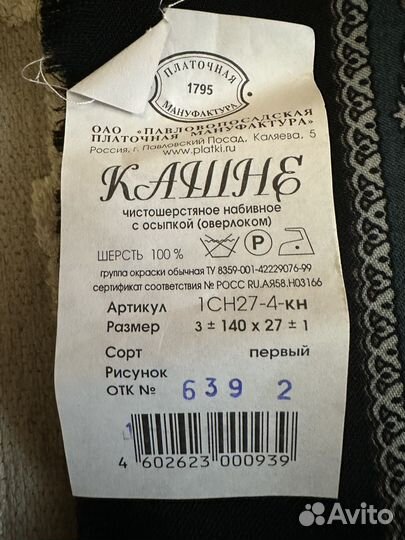 ПЛАТОЧНАЯ
1795
МАНУФАКТУРА
ОАО "ПАВЛОВОПОСАДСКАЯ
ПЛАТОЧНАЯ МАНУФАКТУРА"
Россия, г. Павловский Посад, Каляева, 5
www.platki.ru
КАШНЕ
чистошерстяное набивное
с осыпкой (оверлоком)
ШЕРСТЬ 100 % P
группа окраски обычная ТУ 8359-001-42229076-99
сертификат соответствия № РОСС RU.АЯ58.Н03166
Артикул 1СН27-4-кн
Размер 3 ± 140 х 27 ± 1
Сорт первый
Рисунок
ОТК № 639 2
4 602623 000939
Avito